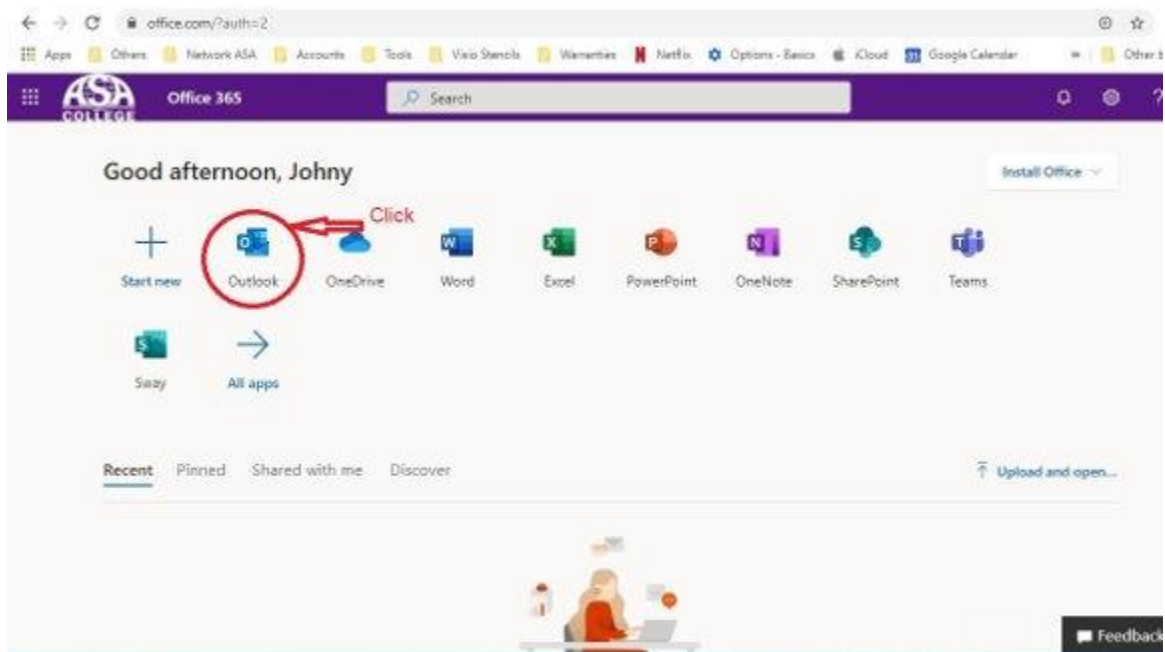 office.com/?auth=2
Apps Others Network ASA Accounts Tools Visio Stencils Warrenties Netflix Options - Basics iCloud Google Calendar Other b
ASA
COLLEGE
Office 365
Search
?
Good afternoon, Johny
Install Office
Click
Start new Outlook OneDrive Word Excel PowerPoint OneNote SharePoint Teams
Sway All apps
Recent Pinned Shared with me Discover
Upload and open...
Feedback